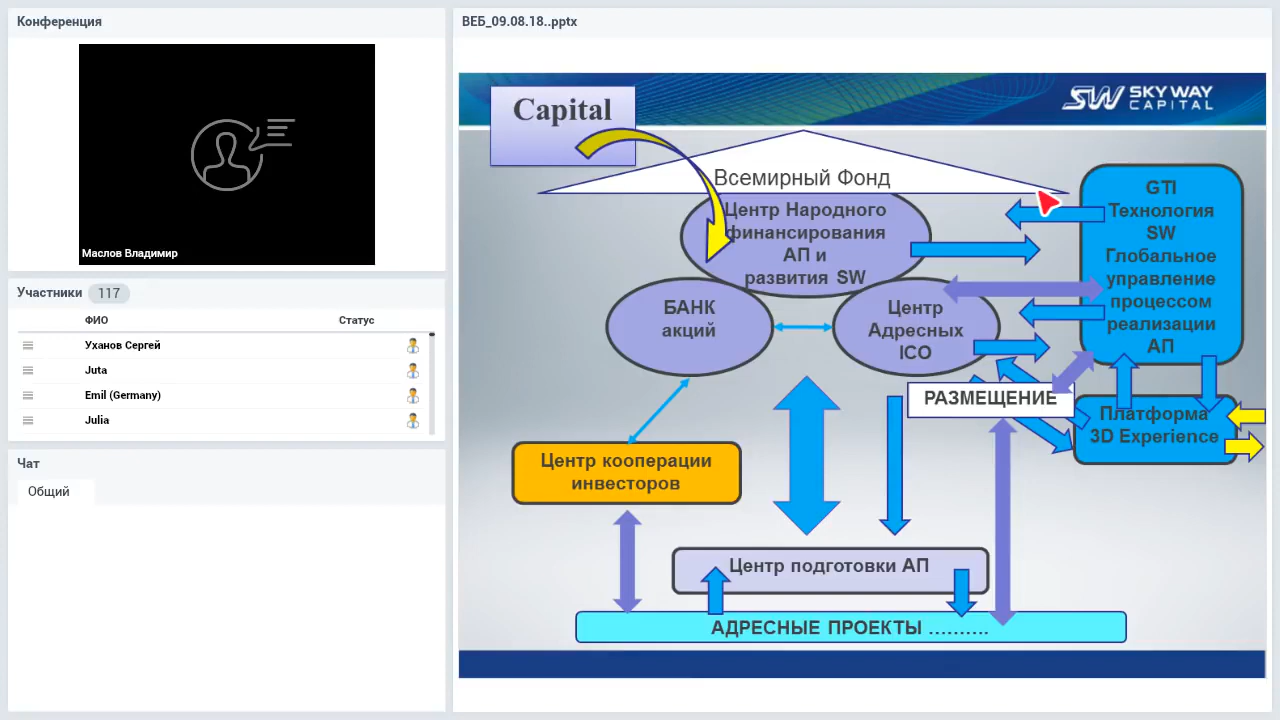 Конференция
Маслов Владимир
Участники 117
ФИО Статус
Уханов Сергей
Juta
Emil (Germany)
Julia
Чат
Общий
ВЕБ_09.08.18..pptx
SKY WAY
CAPITAL
Capital
Всемирный Фонд
Центр Народного
финансирования
АП и
развития SW
БАНК
акций
Центр
Адресных
ICO
GTI
Технология
SW
Глобальное
управление
процессом
реализации
АП
РАЗМЕЩЕНИЕ
Платформа
3D Experience
Центр кооперации
инвесторов
Центр подготовки АП
АДРЕСНЫЕ ПРОЕКТЫ ..........